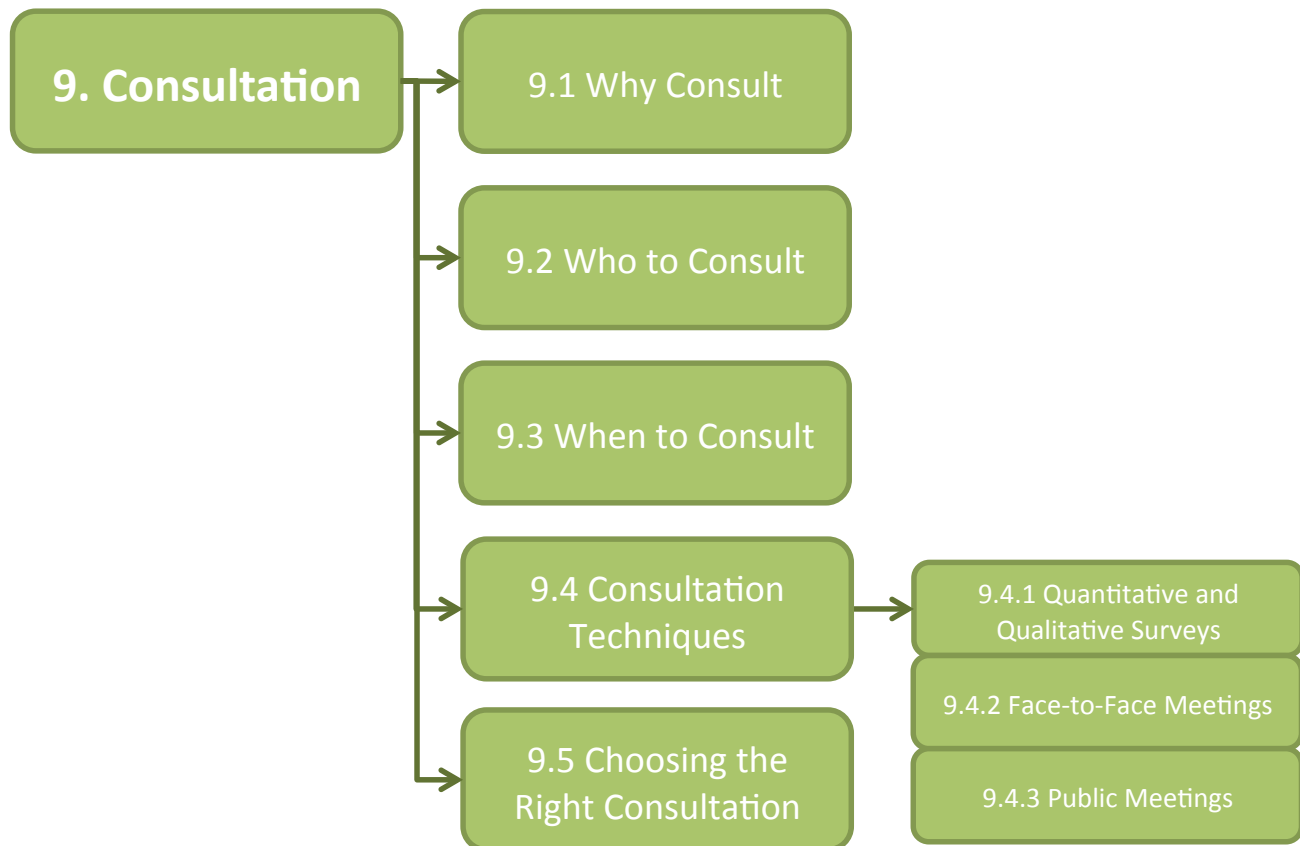 9. Consultation
9.1 Why Consult
9.2 Who to Consult
9.3 When to Consult
9.4 Consultation
Techniques
9.4.1 Quantitative and
Qualitative Surveys
9.4.2 Face-to-Face Meetings
9.5 Choosing the
Right Consultation
9.4.3 Public Meetings